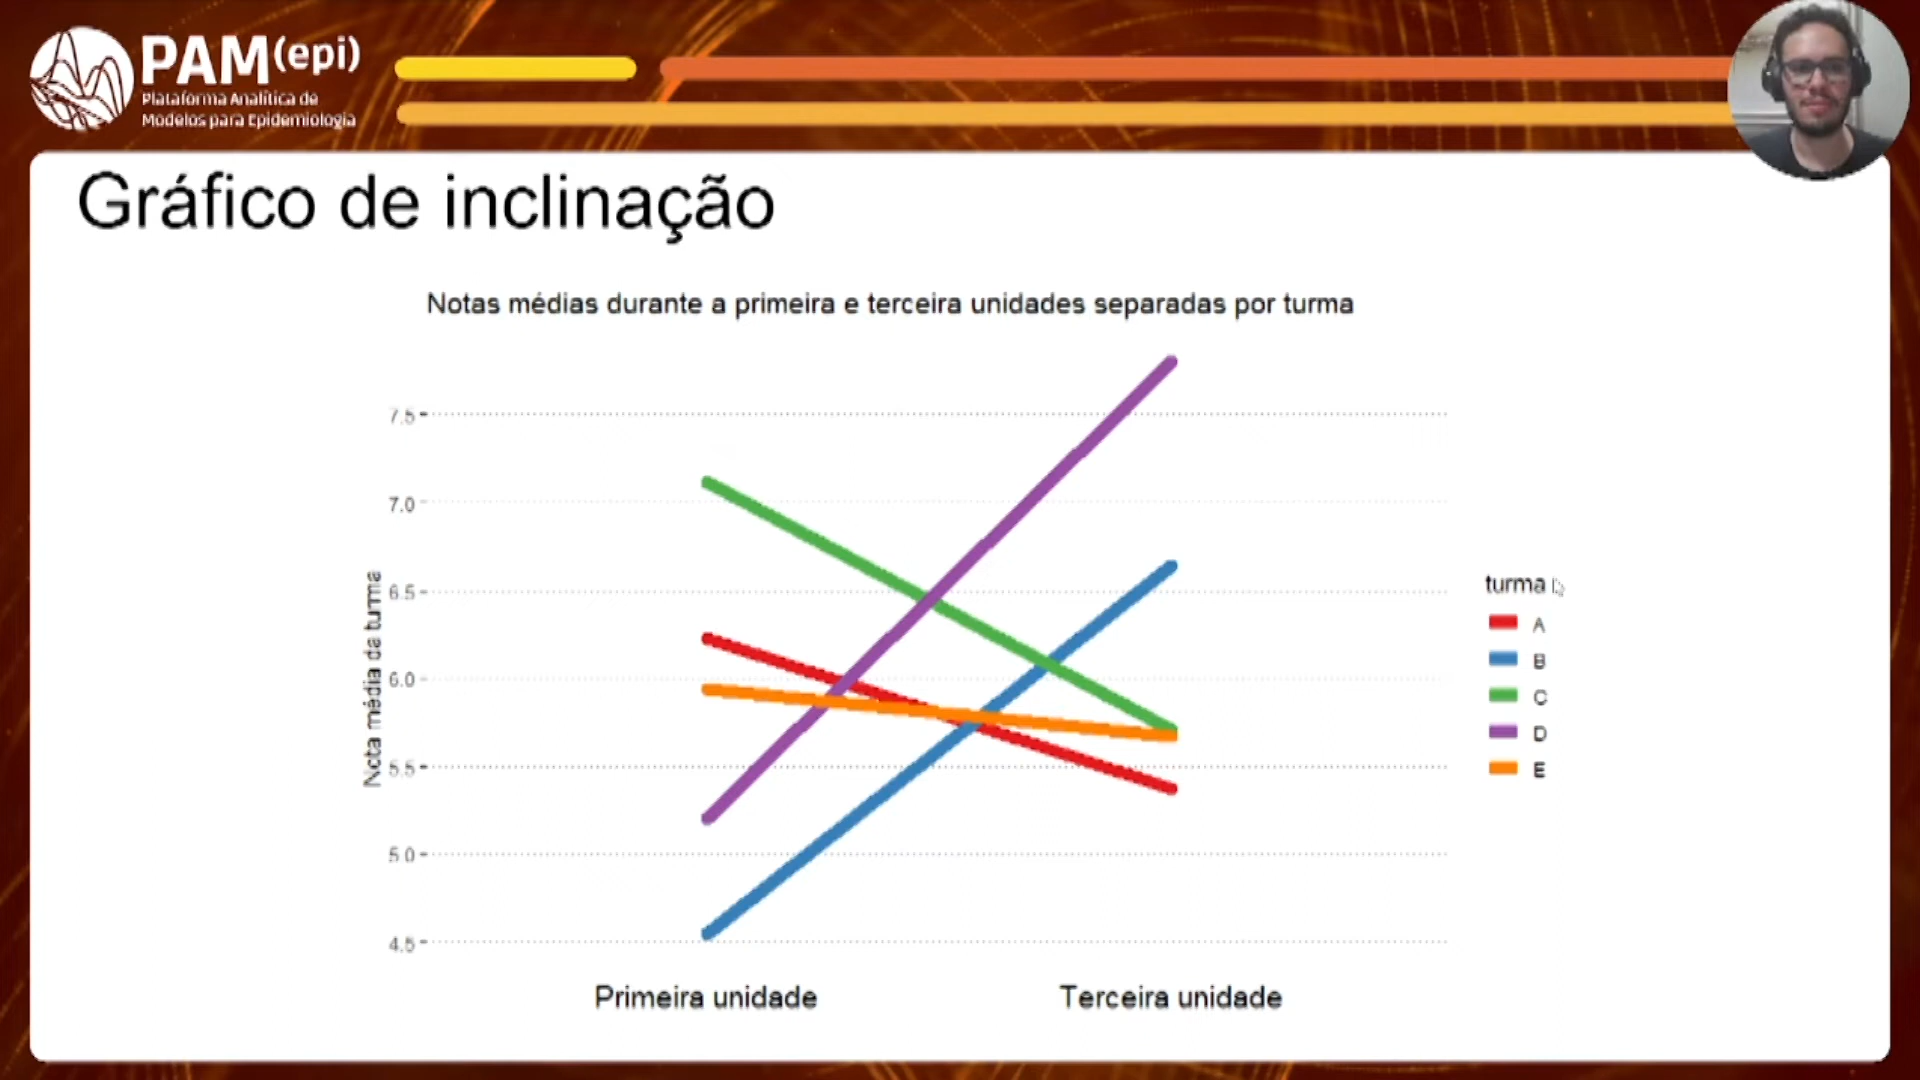 PAM(epi)
Plataforma Analítica de
Modelos para Epidemiologia
Gráfico de inclinação
Notas médias durante a primeira e terceira unidades separadas por turma
Nota média da turma
7.5
7.0
6.5
6.0
5.5
5.0
4.5
Primeira unidade
Terceira unidade
turma
A
B
C
D
E